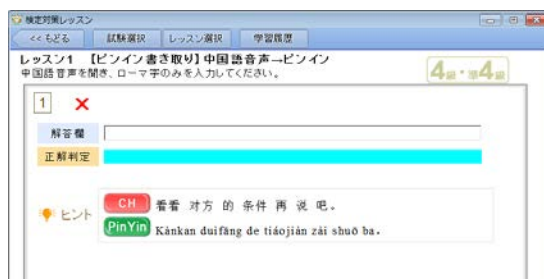 検定対策レッスン
<< もどる 試験選択 レッスン選択 学習履歴
レッスン1 【ピンイン書き取り】中国語音声→ピンイン
中国語音声を聞き、ローマ字のみを入力してください。
4級・準4級
1
解答欄
正解判定
ヒント
CH 看看 对方 的 条件 再 说 吧。
PinYin Kànkan duìfāng de tiáojiàn zài shuō ba.